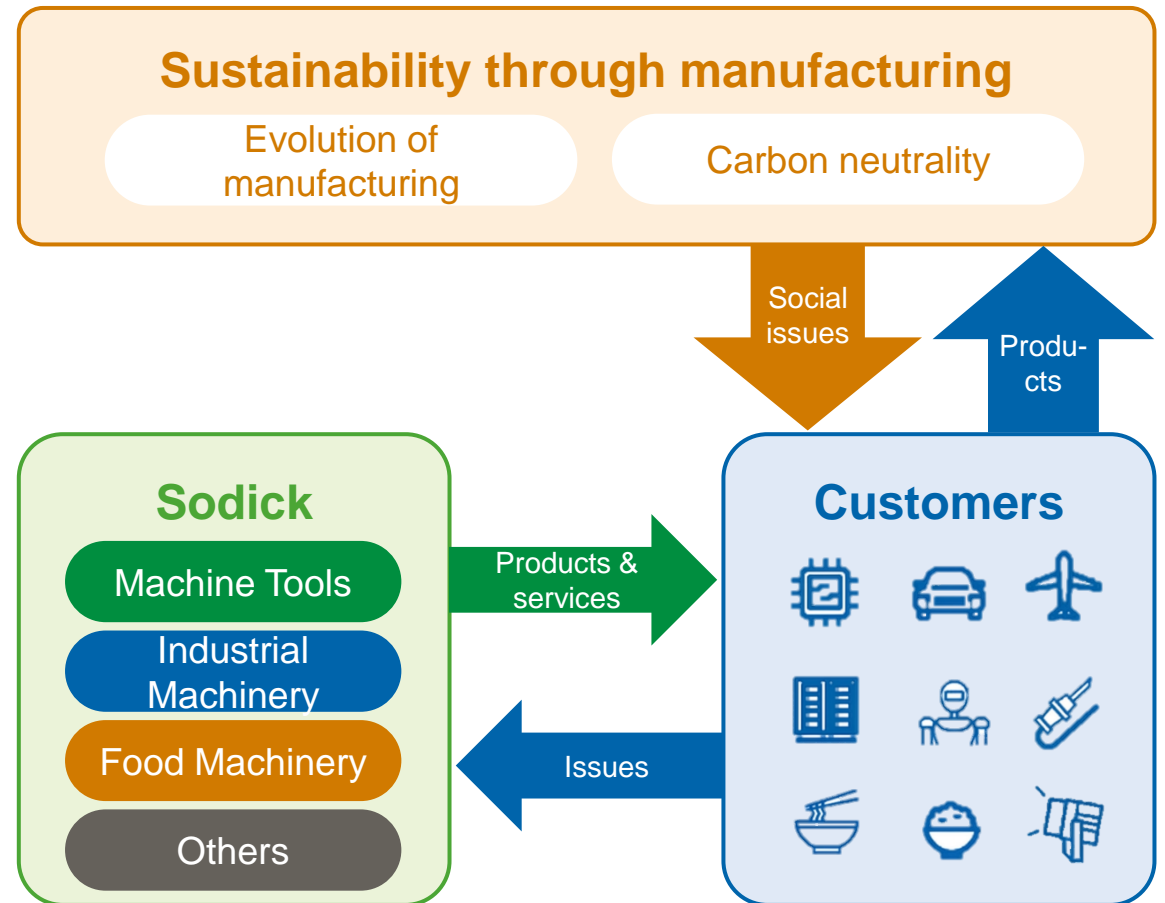 Sustainability through manufacturing
Evolution of
manufacturing
Carbon neutrality
Social
issues
Produ-
cts
Sodick
Machine Tools
Industrial
Machinery
Food Machinery
Others
Products &
services
Issues
Customers